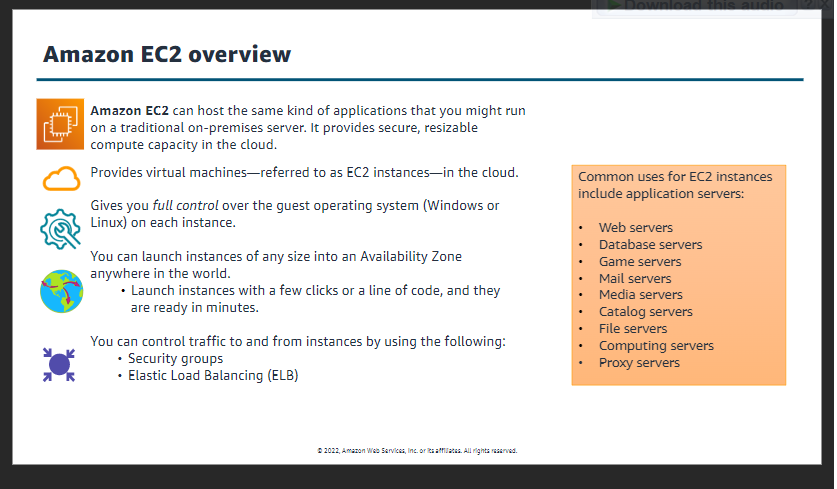 Download this audio
Amazon EC2 overview
Amazon EC2 can host the same kind of applications that you might run
on a traditional on-premises server. It provides secure, resizable
compute capacity in the cloud.
Provides virtual machines—referred to as EC2 instances—in the cloud.
Gives you full control over the guest operating system (Windows or
Linux) on each instance.
You can launch instances of any size into an Availability Zone
anywhere in the world.
• Launch instances with a few clicks or a line of code, and they
are ready in minutes.
You can control traffic to and from instances by using the following:
• Security groups
• Elastic Load Balancing (ELB)
Common uses for EC2 instances
include application servers:
• Web servers
• Database servers
• Game servers
• Mail servers
• Media servers
• Catalog servers
• File servers
• Computing servers
• Proxy servers
© 2022, Amazon Web Services, Inc. or its affiliates. All rights reserved.